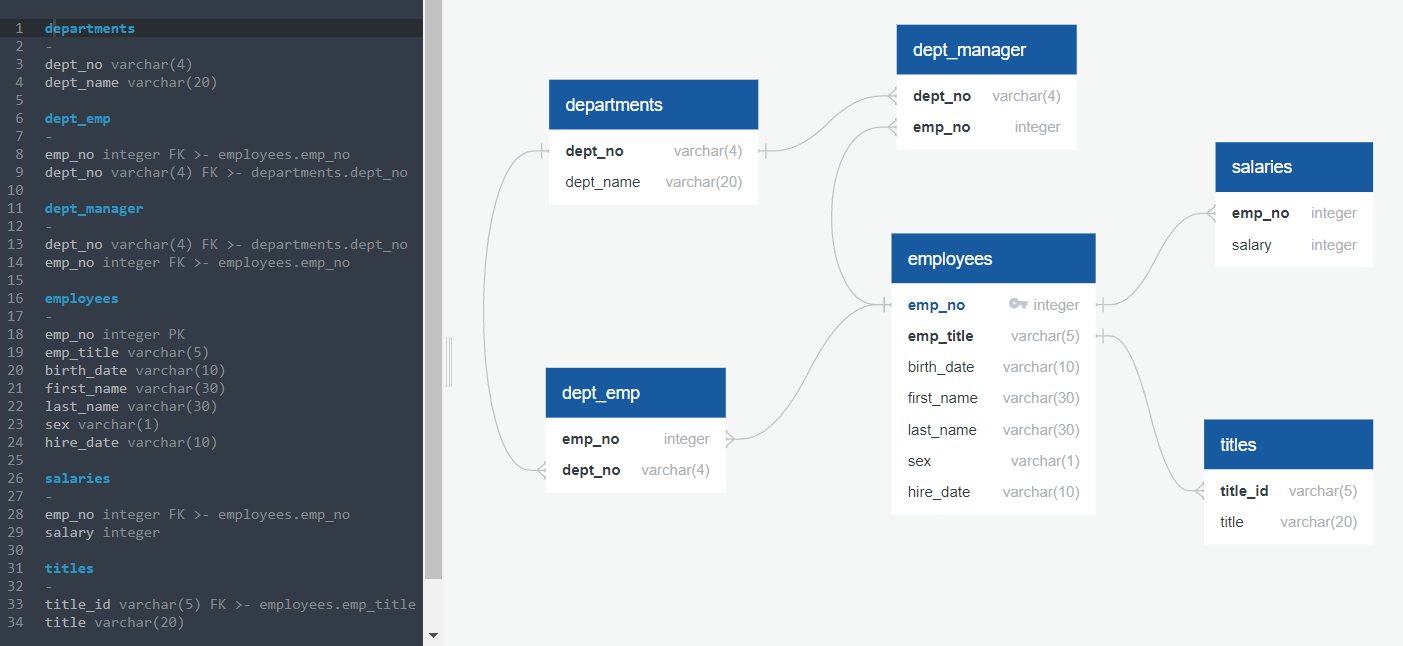 1 departments
2 -
3 dept_no varchar(4)
4 dept_name varchar(20)
5
6 dept_emp
7 -
8 emp_no integer FK >- employees.emp_no
9 dept_no varchar(4) FK >- departments.dept_no
10
11 dept_manager
12 -
13 dept_no varchar(4) FK >- departments.dept_no
14 emp_no integer FK >- employees.emp_no
15
16 employees
17 -
18 emp_no integer PK
19 emp_title varchar(5)
20 birth_date varchar(10)
21 first_name varchar(30)
22 last_name varchar(30)
23 sex varchar(1)
24 hire_date varchar(10)
25
26 salaries
27 -
28 emp_no integer FK >- employees.emp_no
29 salary integer
30
31 titles
32 -
33 title_id varchar(5) FK >- employees.emp_title
34 title varchar(20)
departments
dept_no varchar(4)
dept_name varchar(20)
dept_manager
dept_no varchar(4)
emp_no integer
salaries
emp_no integer
salary integer
employees
emp_no integer
emp_title varchar(5)
birth_date varchar(10)
first_name varchar(30)
last_name varchar(30)
sex varchar(1)
hire_date varchar(10)
dept_emp
emp_no integer
dept_no varchar(4)
titles
title_id varchar(5)
title varchar(20)